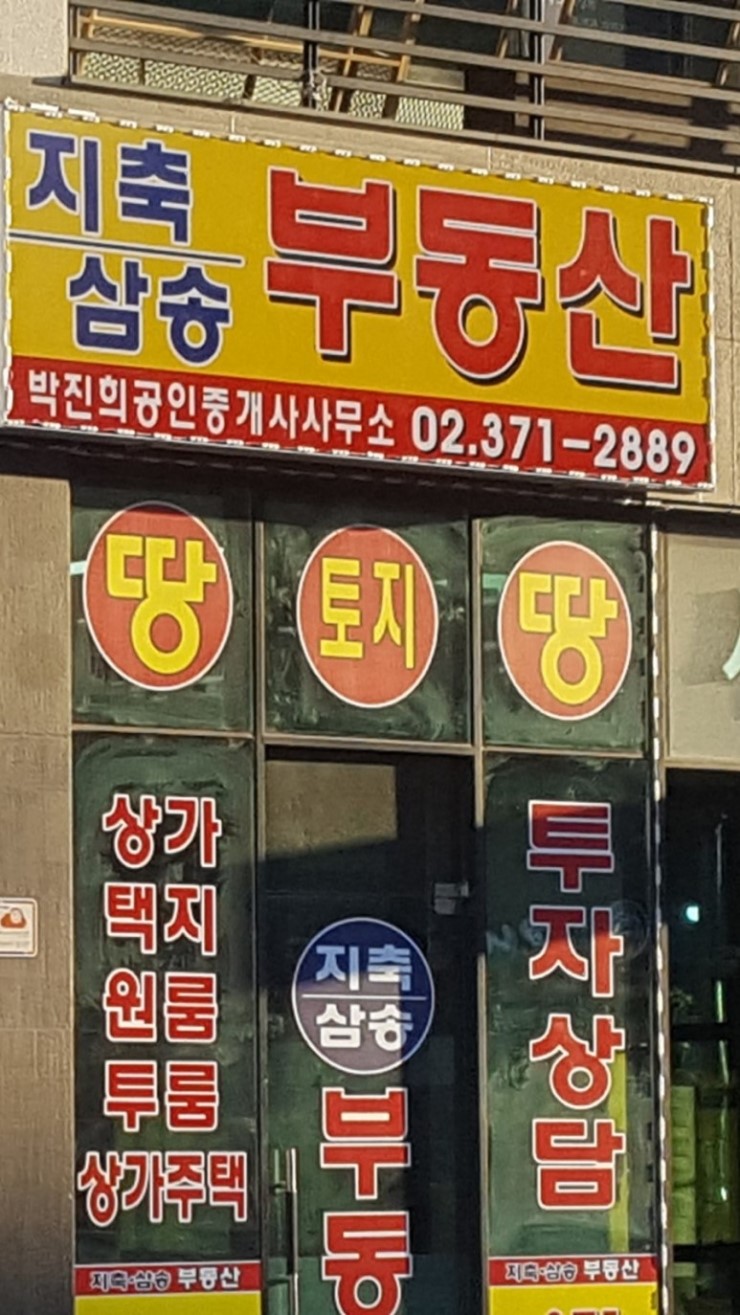 지축
삼송
부동산
박진희공인중개사사무소 02.371-2889
땅 토지 땅
상가
택지
원룸
투룸
상가주택
지축·삼송 부동산
지축
삼송
부동
투자상담
지축·삼송 부동산